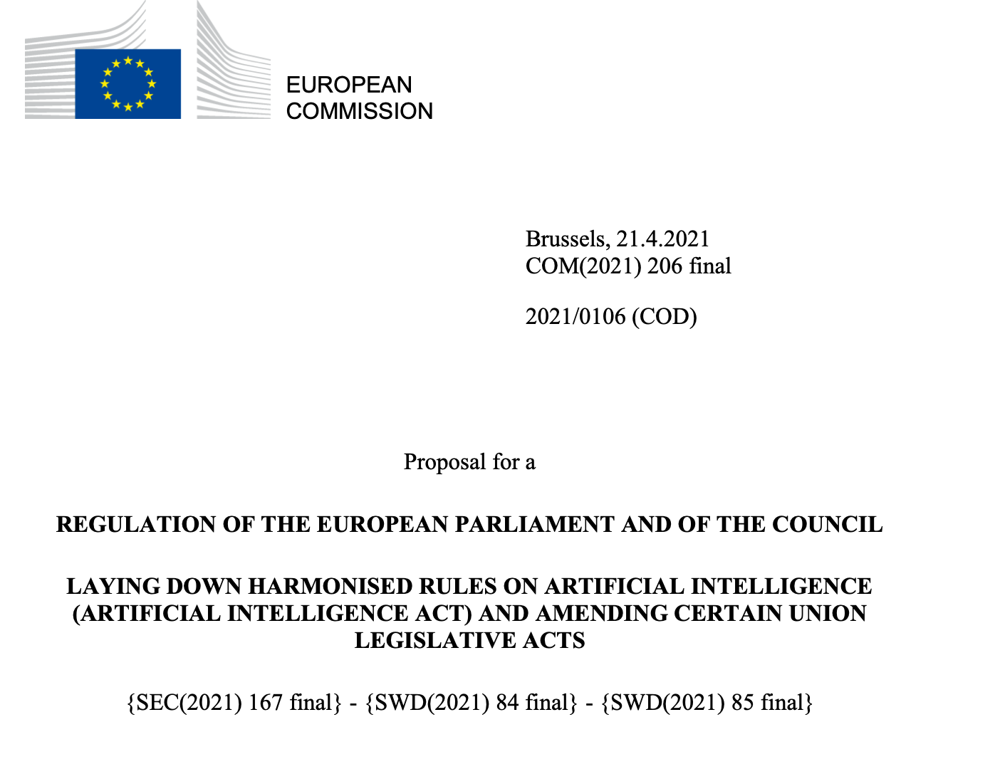 EUROPEAN
COMMISSION
Brussels, 21.4.2021
COM(2021) 206 final
2021/0106 (COD)
Proposal for a
REGULATION OF THE EUROPEAN PARLIAMENT AND OF THE COUNCIL
LAYING DOWN HARMONISED RULES ON ARTIFICIAL INTELLIGENCE
(ARTIFICIAL INTELLIGENCE ACT) AND AMENDING CERTAIN UNION
LEGISLATIVE ACTS
{SEC(2021) 167 final} - {SWD(2021) 84 final} - {SWD(2021) 85 final}